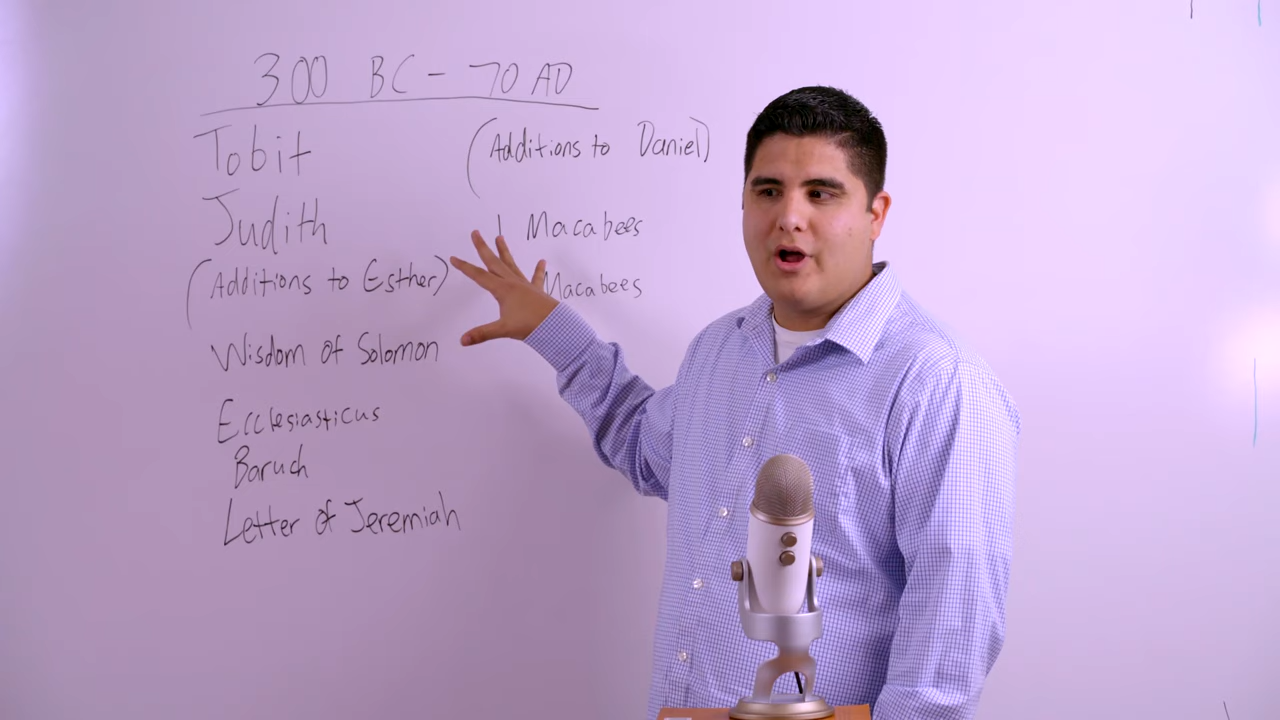 300 BC - 70 AD
Tobit
Judith
(Additions to Esther)
Wisdom of Solomon
Ecclesiasticus
Baruch
Letter of Jeremiah
(Additions to Daniel)
1 Macabees
Macabees